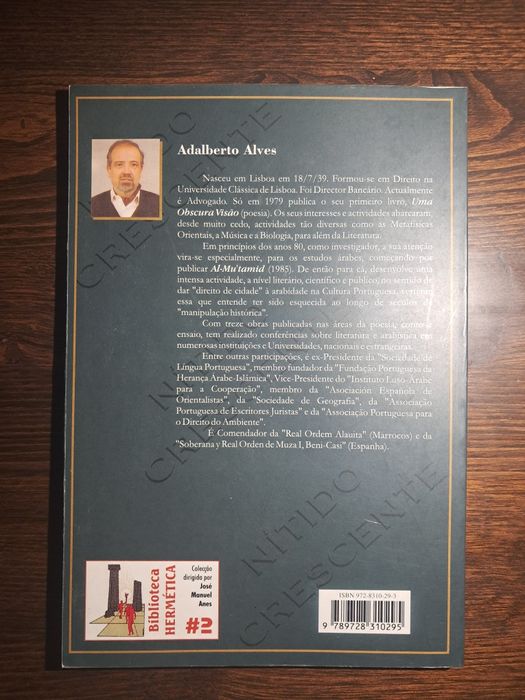 Adalberto Alves
Nasceu em Lisboa em 18/7/39. Formou-se em Direito na
Universidade Clássica de Lisboa. Foi Director Bancário. Actualmente
é Advogado. Só em 1979 publica o seu primeiro livro, Uma
Obscura Visão (poesia). Os seus interesses e actividades abarcaram,
desde muito cedo, actividades tão diversas como as Metafísicas
Orientais, a Música e a Biologia, para além da Literatura.
Em princípios dos anos 80, como investigador, a sua atenção
vira-se, especialmente, para os estudos árabes, começando por
publicar Al-Mu'tamid (1985). De então para cá, desenvolve uma
intensa actividade, a nível literário, científico e público, no sentido de
dar "direito de cidade" à arabidade na Cultura Portuguesa, vertente
essa que entende ter sido esquecida ao longo de séculos de
"manipulação histórica".
Com treze obras publicadas nas áreas da poesia, conto e
ensaio, tem realizado conferências sobre literatura e arabística em
numerosas instituições e Universidades, nacionais e estrangeiras.
Entre outras participações, é ex-Presidente da "Sociedade de
Língua Portuguesa", membro fundador da "Fundação Portuguesa da
Herança Árabe-Islâmica", Vice-Presidente do "Instituto Luso-Árabe
para a Cooperação", membro da "Asociación Española de
Orientalistas", da "Sociedade de Geografia", da "Associação
Portuguesa de Escritores Juristas" e da "Associação Portuguesa para
o Direito do Ambiente".
É Comendador da "Real Ordem Alauita" (Marrocos) e da
"Soberana y Real Orden de Muza I, Beni-Casi" (Espanha).
Biblioteca
HERMÉTICA
Colecção
dirigida por
José
Manuel
Anes
#2
ISBN 972-8310-29-3
9 789728 310295
NÍTIDO
CRESCENTE
NÍTIDO
CRESCENTE